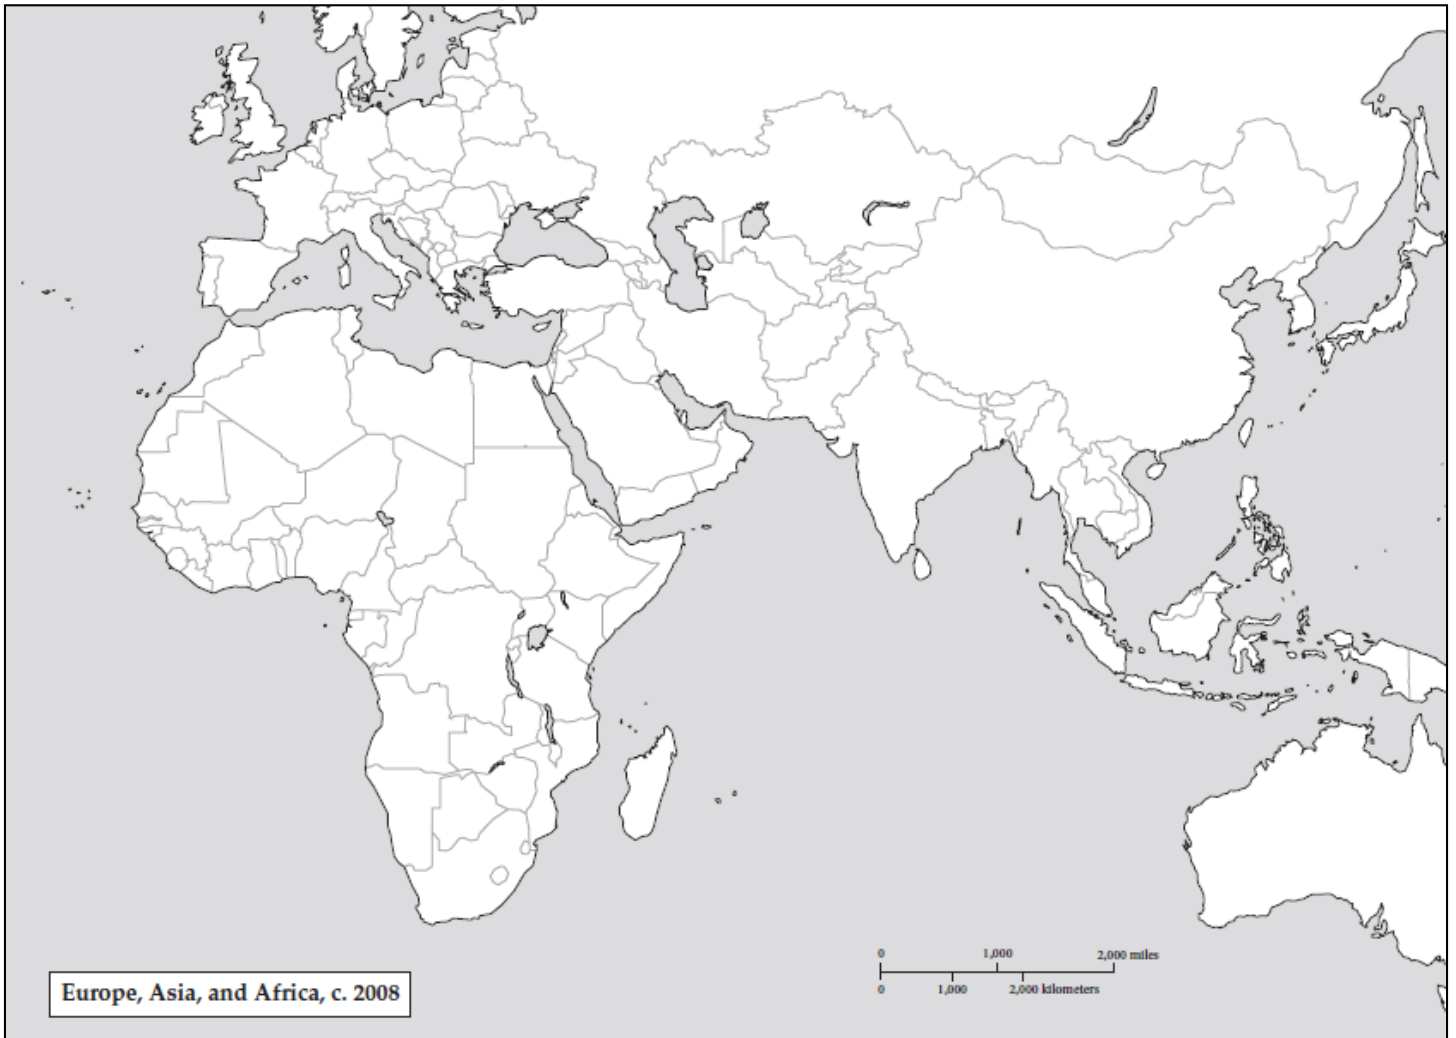 0 1,000 2,000 miles
0 1,000 2,000 kilometers
Europe, Asia, and Africa, c. 2008